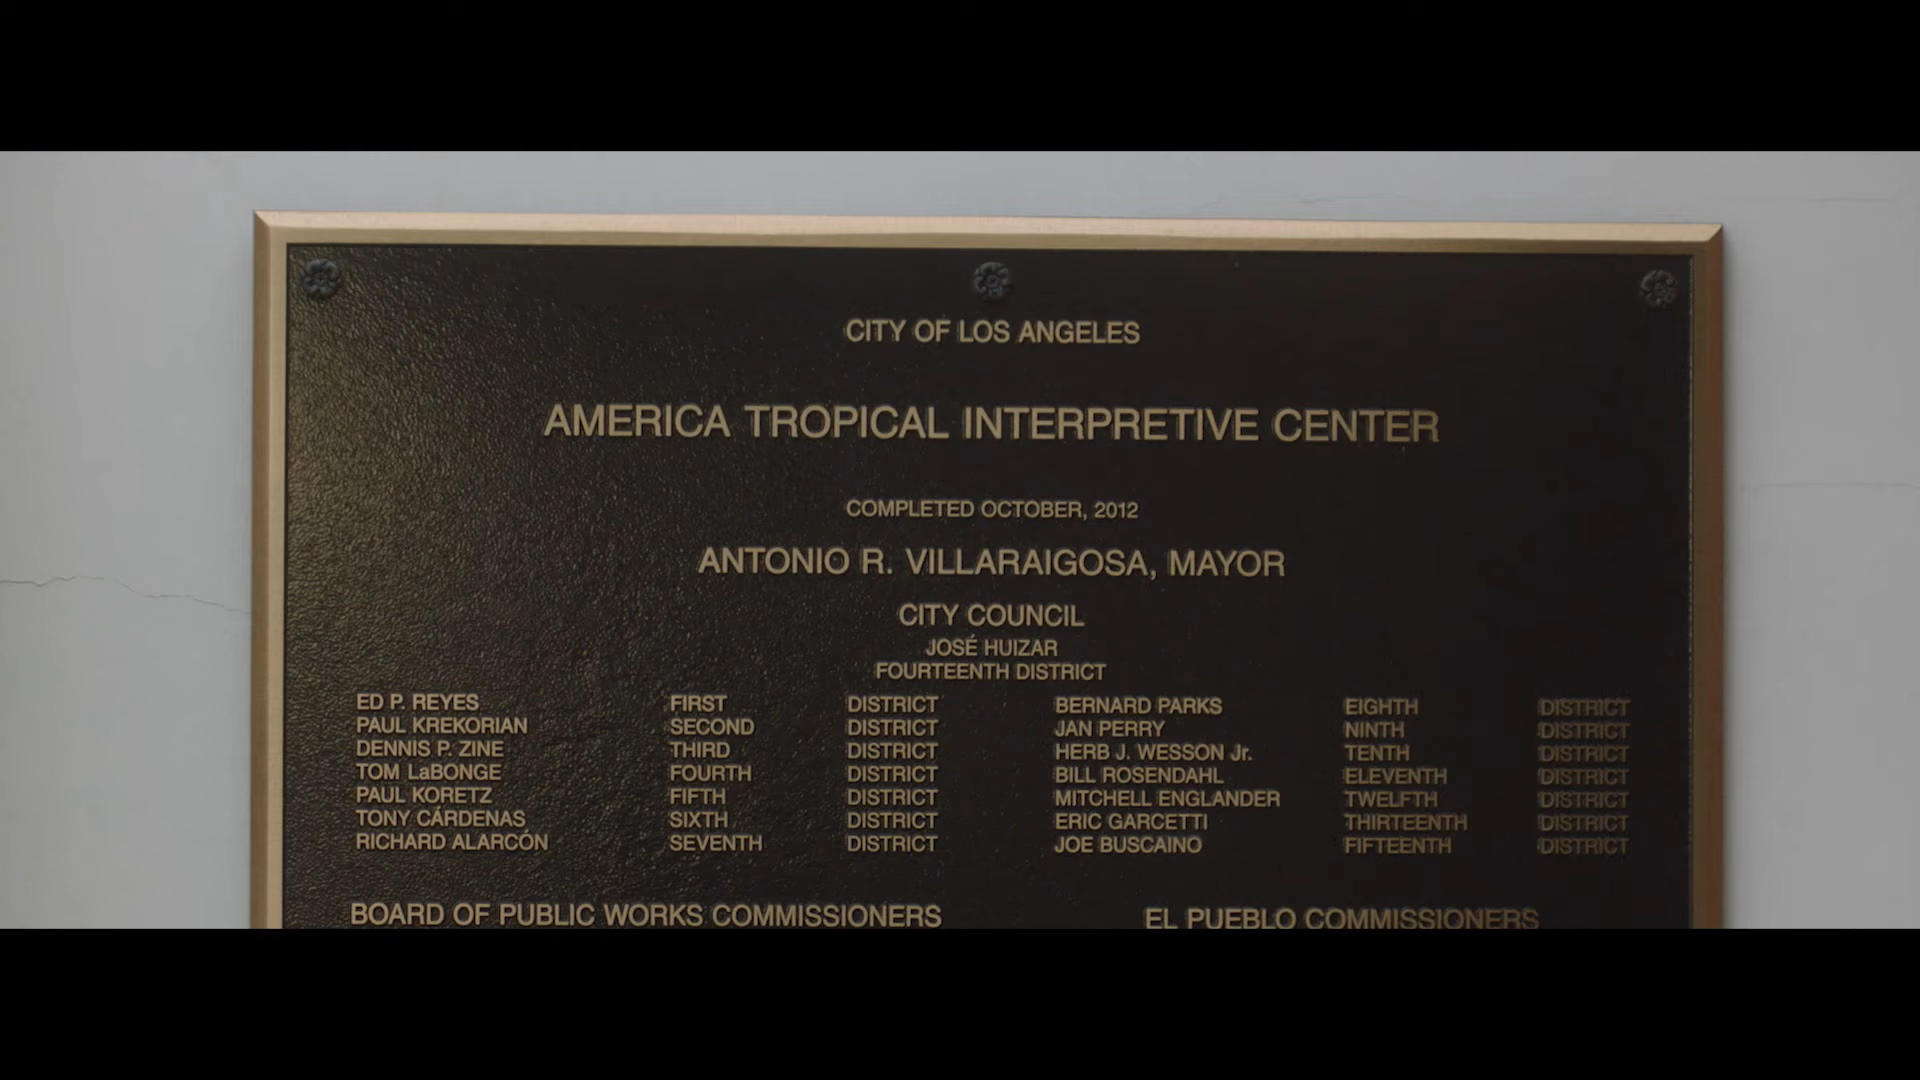 CITY OF LOS ANGELES
AMERICA TROPICAL INTERPRETIVE CENTER
COMPLETED OCTOBER, 2012
ANTONIO R. VILLARAIGOSA, MAYOR
CITY COUNCIL
JOSÉ HUIZAR
FOURTEENTH DISTRICT
ED P. REYES FIRST DISTRICT BERNARD PARKS EIGHTH DISTRICT
PAUL KREKORIAN SECOND DISTRICT JAN PERRY NINTH DISTRICT
DENNIS P. ZINE THIRD DISTRICT HERB J. WESSON Jr. TENTH DISTRICT
TOM LaBONGE FOURTH DISTRICT BILL ROSENDAHL ELEVENTH DISTRICT
PAUL KORETZ FIFTH DISTRICT MITCHELL ENGLANDER TWELFTH DISTRICT
TONY CÁRDENAS SIXTH DISTRICT ERIC GARCETTI THIRTEENTH DISTRICT
RICHARD ALARCÓN SEVENTH DISTRICT JOE BUSCAINO FIFTEENTH DISTRICT
BOARD OF PUBLIC WORKS COMMISSIONERS EL PUEBLO COMMISSIONERS